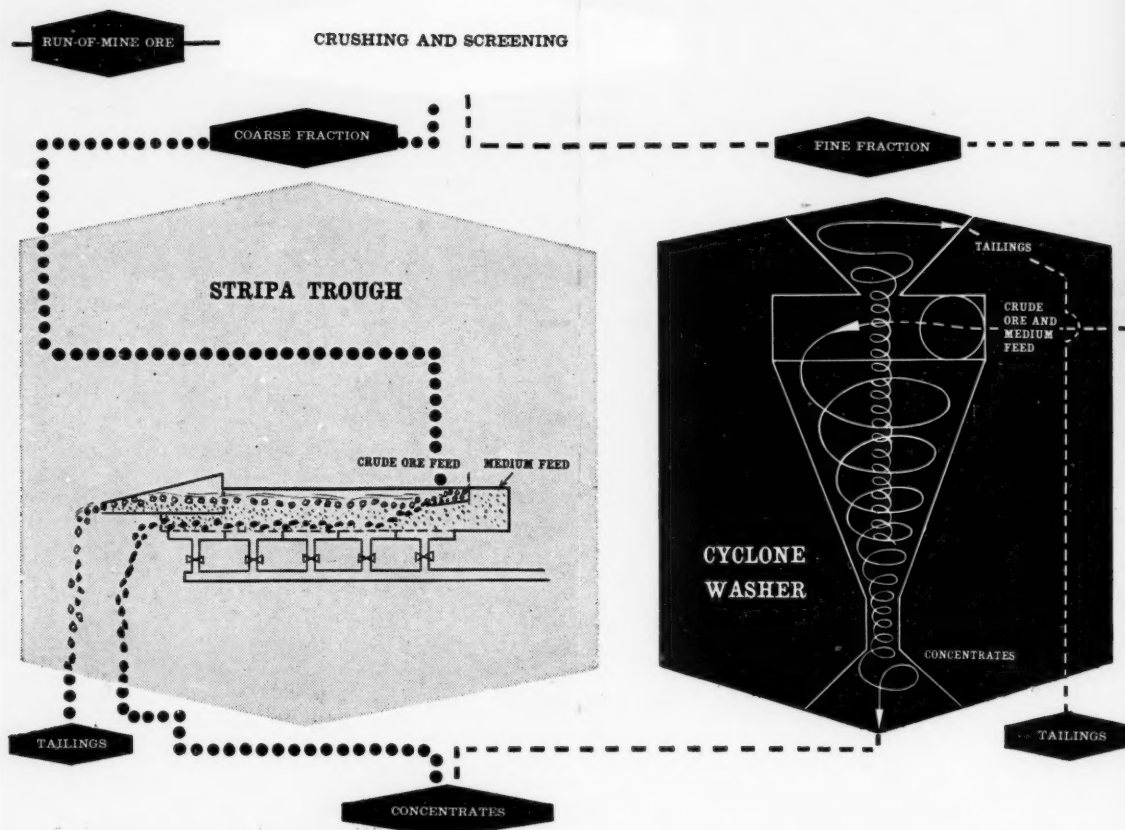 RUN-OF-MINE ORE
CRUSHING AND SCREENING
COARSE FRACTION
FINE FRACTION
STRIPA TROUGH
CRUDE ORE FEED
MEDIUM FEED
TAILINGS
CRUDE
ORE AND
MEDIUM
FEED
CYCLONE
WASHER
CONCENTRATES
TAILINGS
TAILINGS
CONCENTRATES